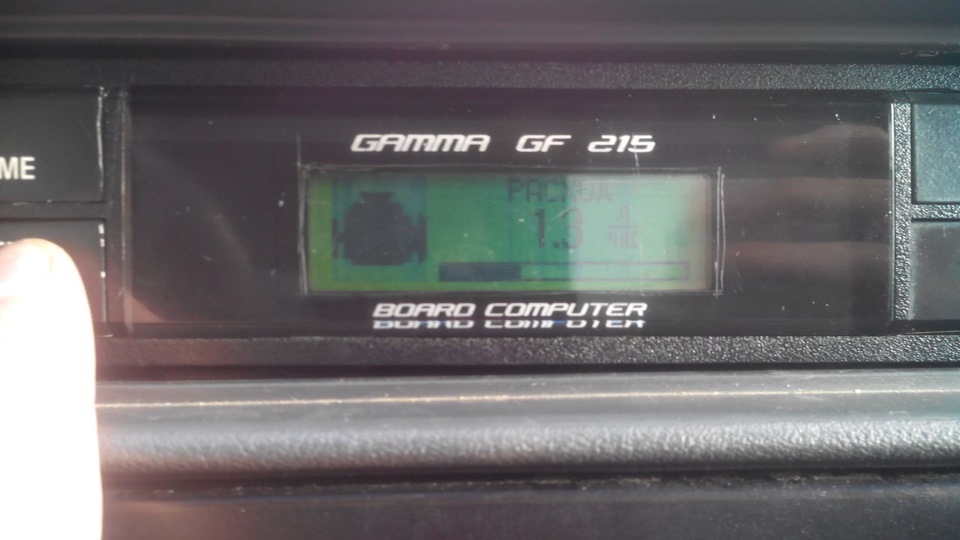 ME
GAMMA GF 215
РАСХОД
1.3 Л
ЧАС
BOARD COMPUTER